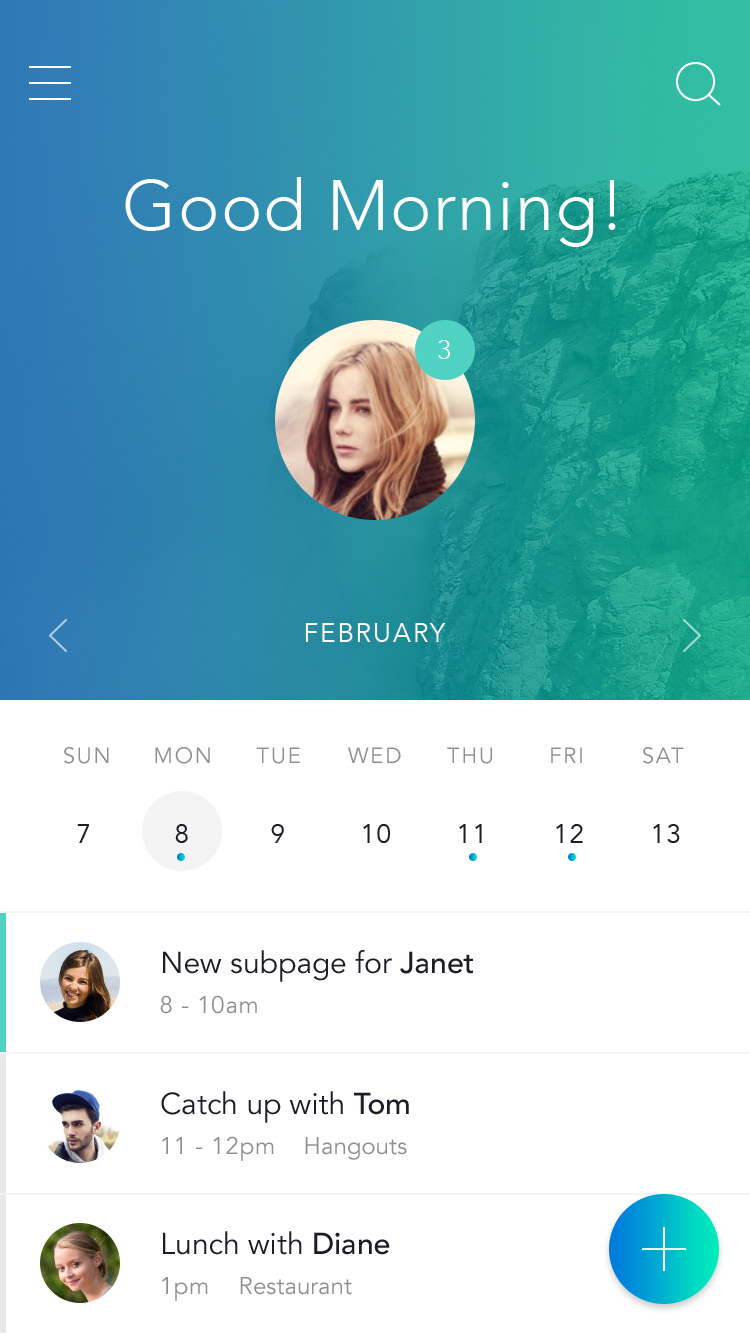 Good Morning!
3
FEBRUARY
SUN MON TUE WED THU FRI SAT
7 8 9 10 11 12 13
New subpage for Janet
8 - 10am
Catch up with Tom
11 - 12pm Hangouts
Lunch with Diane
1pm Restaurant